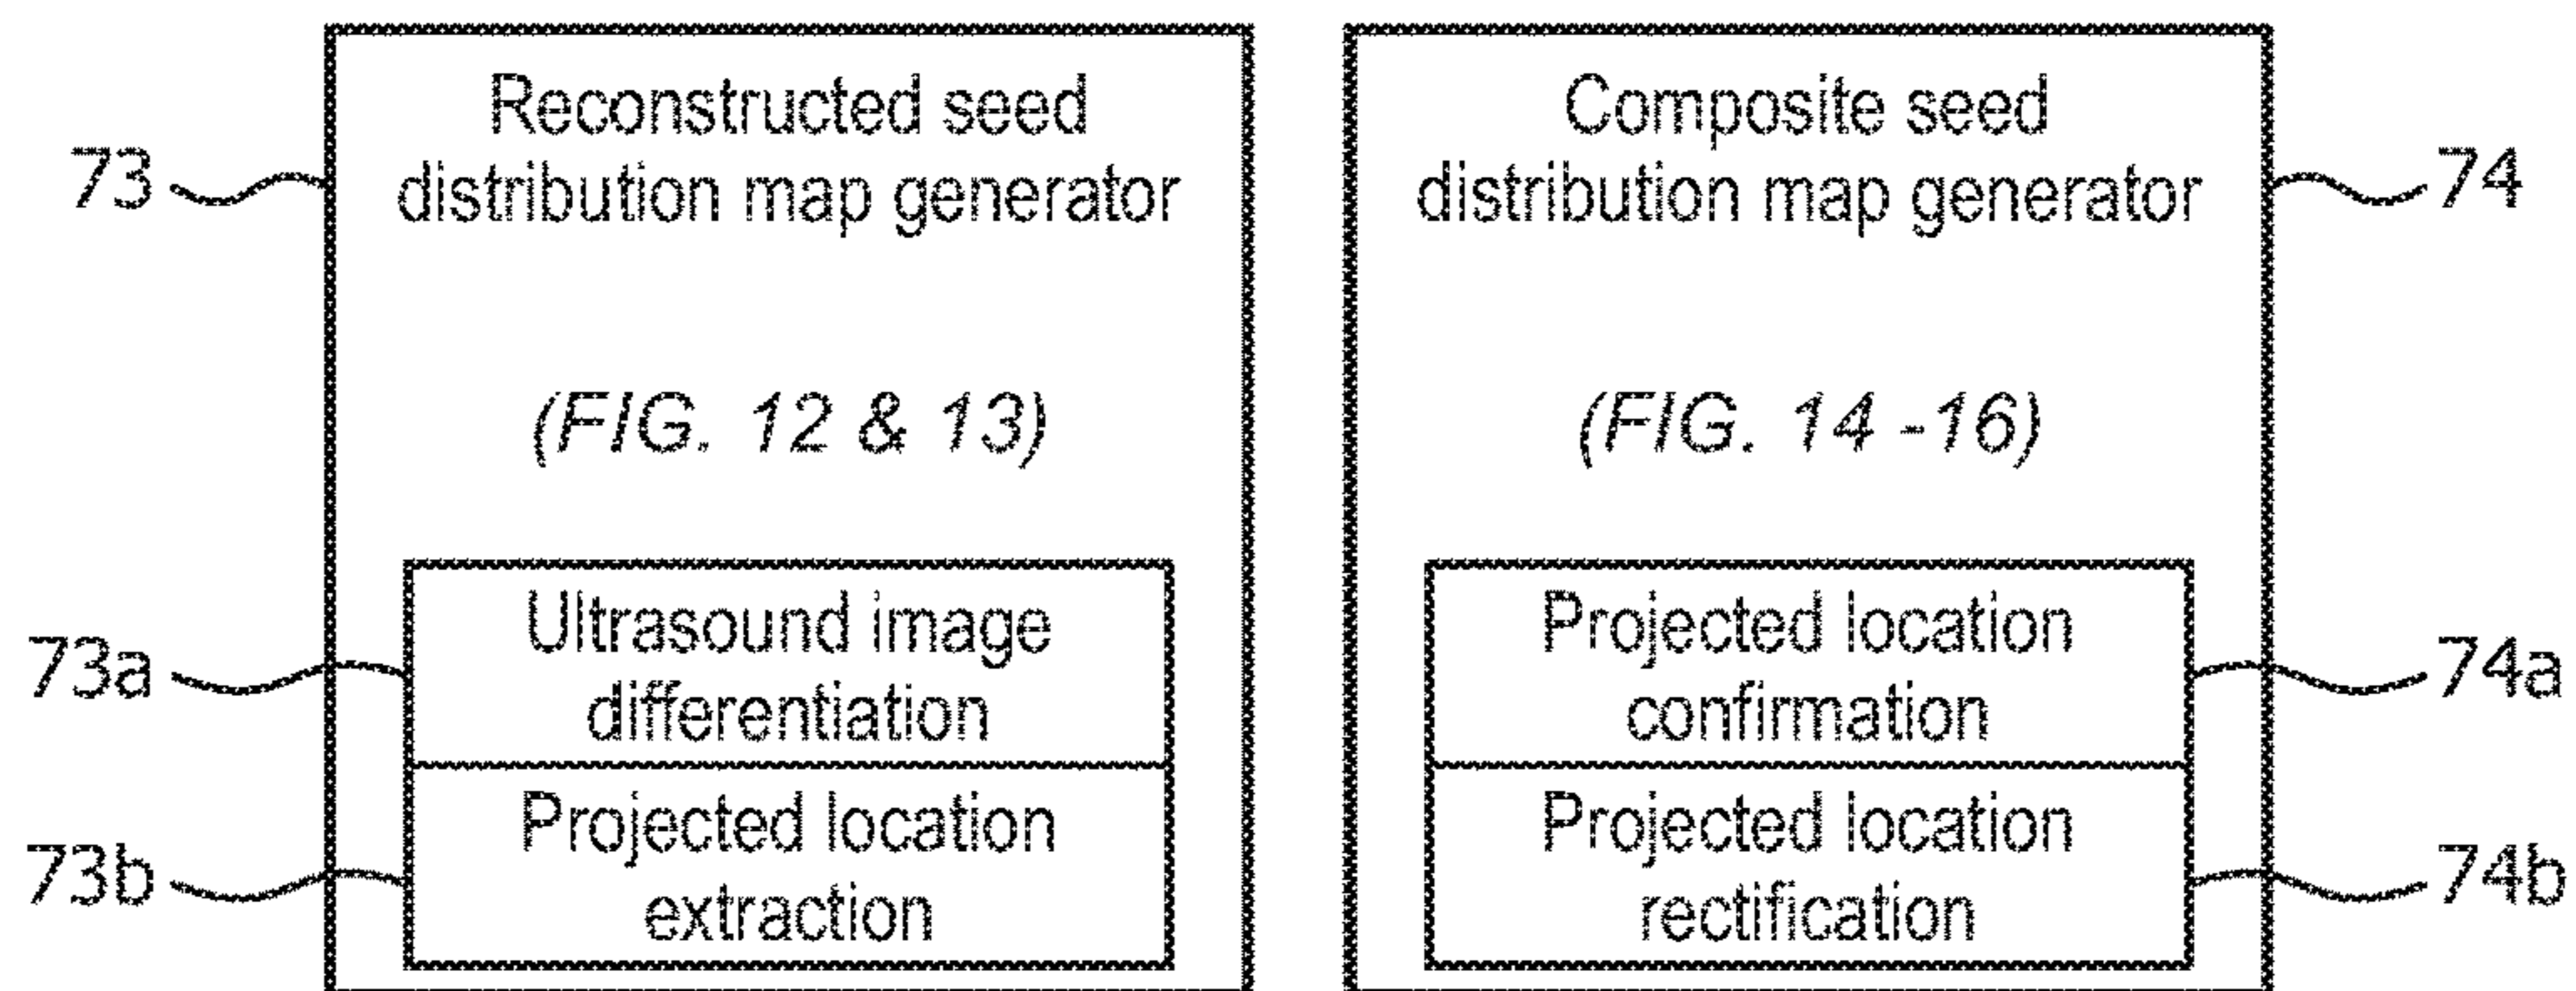 73
Reconstructed seed
distribution map generator
(FIG. 12 & 13)
73a
Ultrasound image
differentiation
73b
Projected location
extraction
Composite seed
distribution map generator
74
(FIG. 14 -16)
Projected location
confirmation
74a
Projected location
rectification
74b